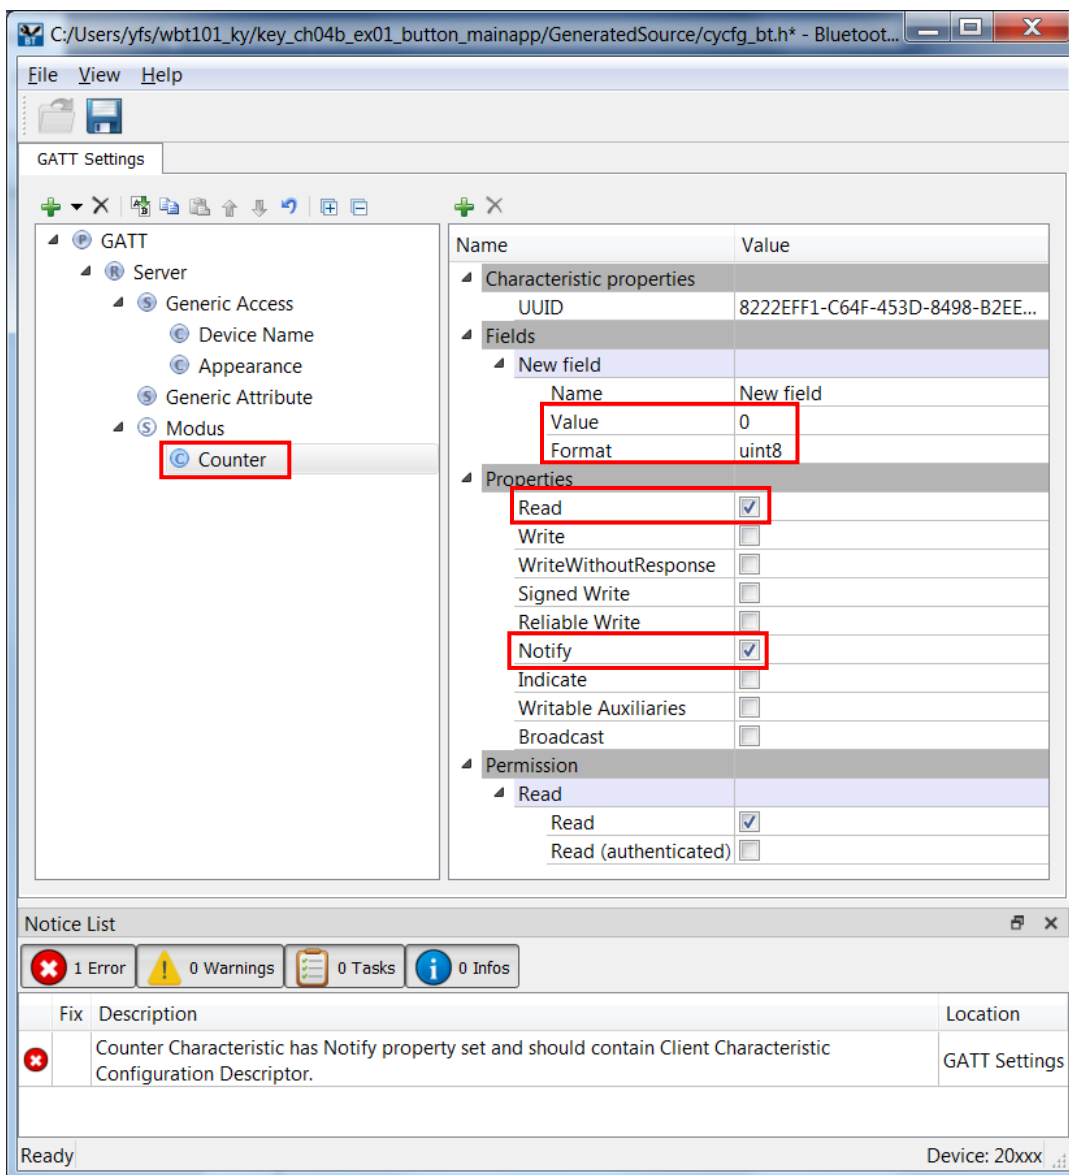 BT
C:/Users/yfs/wbt101_ky/key_ch04b_ex01_button_mainapp/GeneratedSource/cycfg_bt.h* - Bluetoot...
File View Help
GATT Settings
GATT
Server
Generic Access
Device Name
Appearance
Generic Attribute
Modus
Counter
Name Value
Characteristic properties
UUID 8222EFF1-C64F-453D-8498-B2EE...
Fields
New field
Name New field
Value 0
Format uint8
Properties
Read
Write
WriteWithoutResponse
Signed Write
Reliable Write
Notify
Indicate
Writable Auxiliaries
Broadcast
Permission
Read
Read
Read (authenticated)
Notice List
1 Error 0 Warnings 0 Tasks 0 Infos
Fix Description Location
Counter Characteristic has Notify property set and should contain Client Characteristic
Configuration Descriptor.
GATT Settings
Ready Device: 20xxx